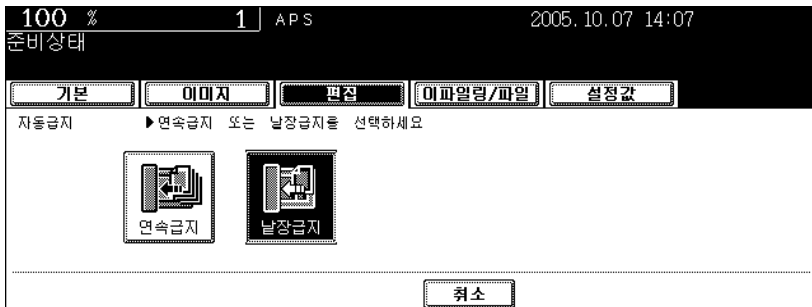 100 % 1 APS 2005.10.07 14:07
준비상태
기본 이미지 편집 이파일링/파일 설정값
자동급지 ▶연속급지 또는 낱장급지을 선택하세요
연속급지 낱장급지
취소